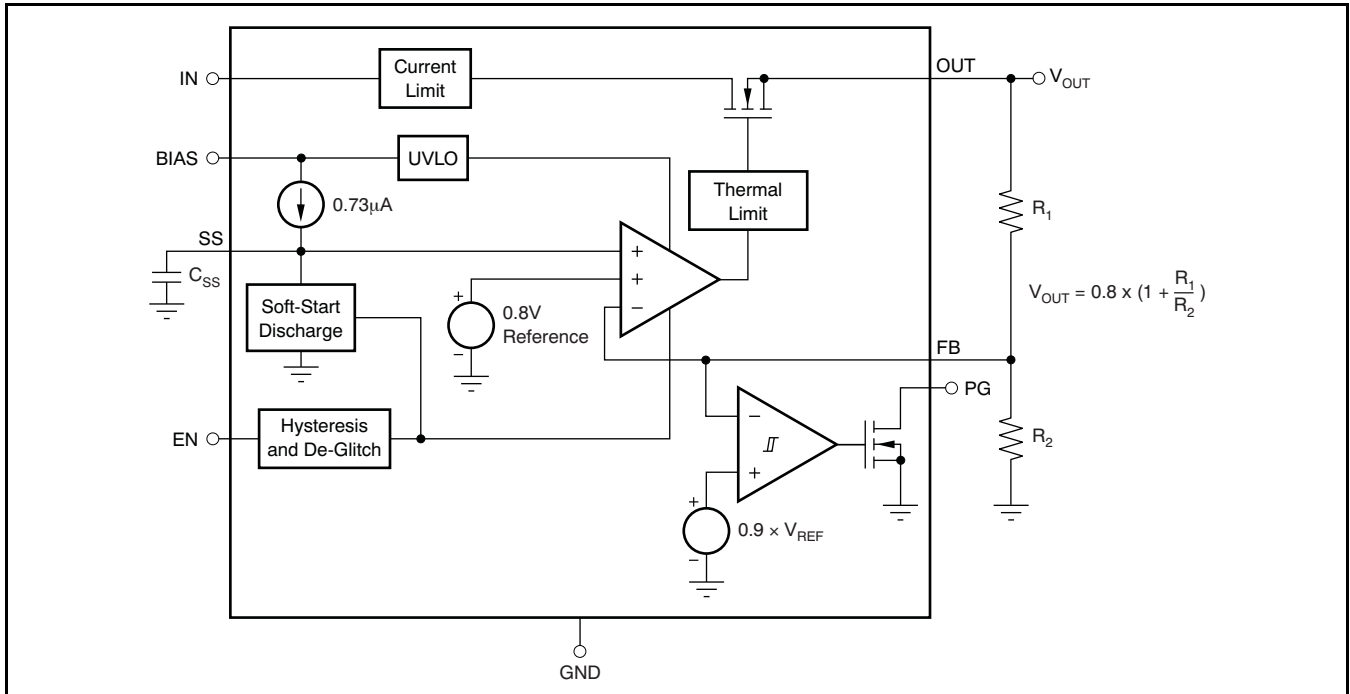 IN
Current
Limit
OUT
V_OUT
BIAS
UVLO
0.73µA
Thermal
Limit
R_1
SS
C_SS
+
+
−
Soft-Start
Discharge
+
0.8V
Reference
−
V_OUT = 0.8 x (1 + R_1/R_2)
FB
PG
EN
Hysteresis
and De-Glitch
−
+
R_2
+
0.9 × V_REF
−
GND